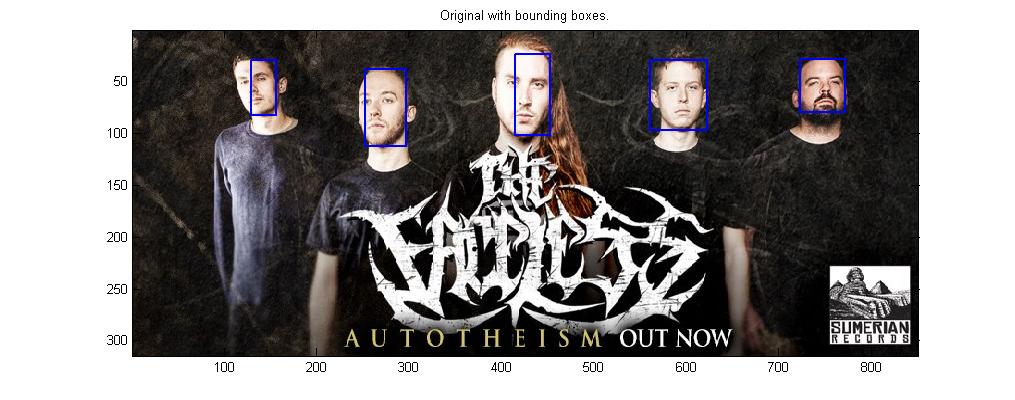 Original with bounding boxes.
50
100
150
200
250
300
THE
FACELESS
AUTOTHEISM OUT NOW
SUMERIAN
RECORDS
100 200 300 400 500 600 700 800